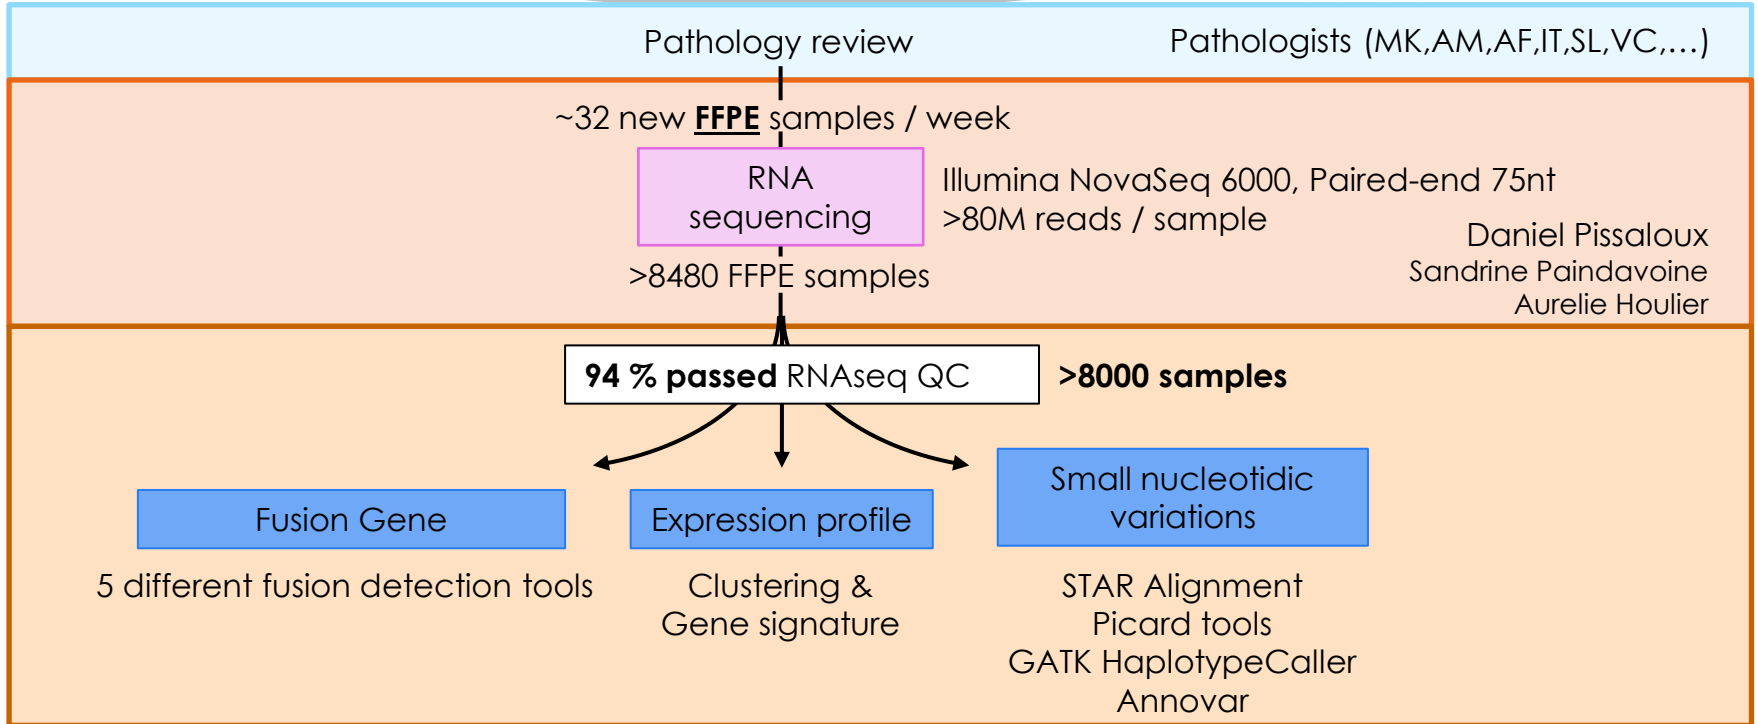 Pathology review
Pathologists (MK,AM,AF,IT,SL,VC,…)
~32 new FFPE samples / week
RNA
sequencing
Illumina NovaSeq 6000, Paired-end 75nt
>80M reads / sample
Daniel Pissaloux
Sandrine Paindavoine
Aurelie Houlier
>8480 FFPE samples
94 % passed RNAseq QC
>8000 samples
Fusion Gene
5 different fusion detection tools
Expression profile
Clustering &
Gene signature
Small nucleotidic
variations
STAR Alignment
Picard tools
GATK HaplotypeCaller
Annovar